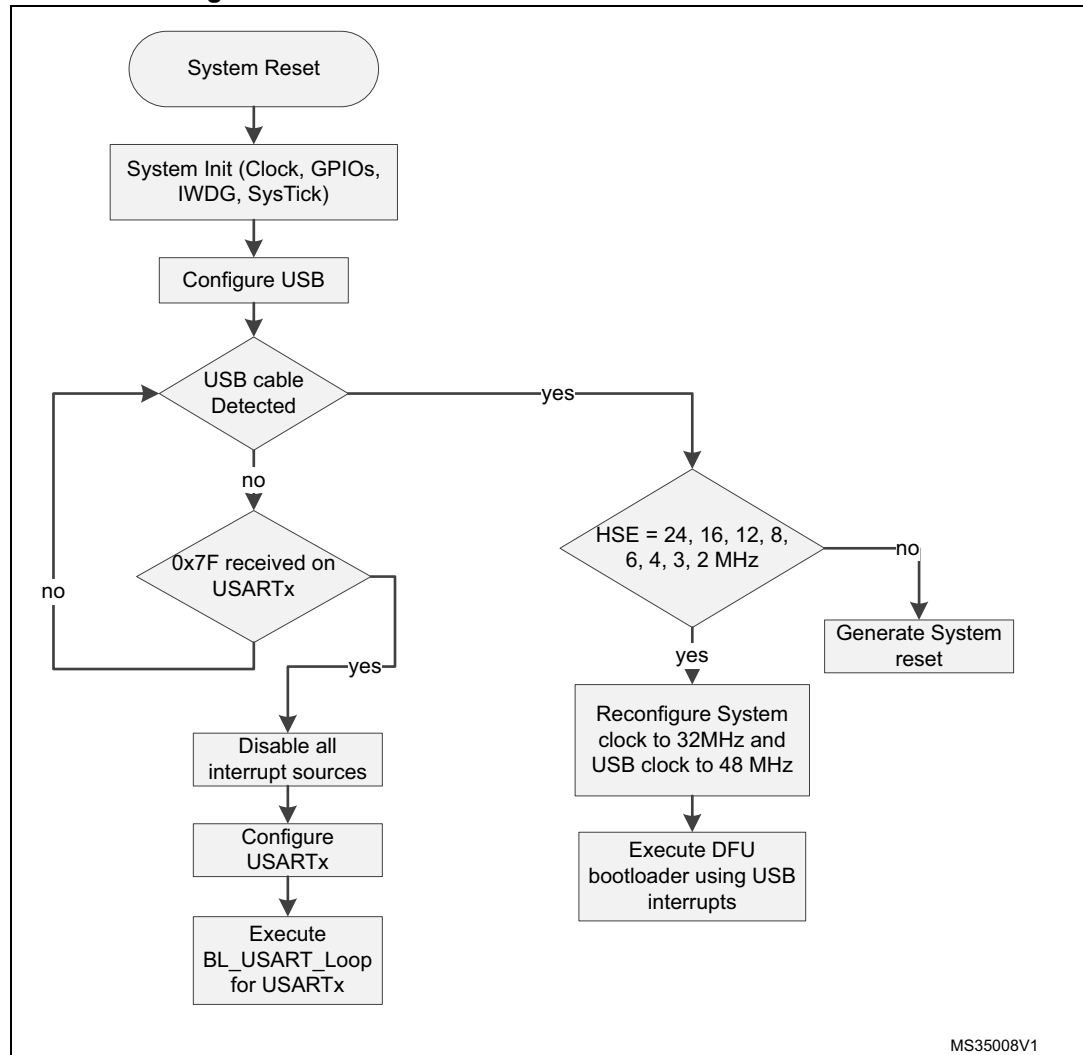 System Reset
System Init (Clock, GPIOs,
IWDG, SysTick)
Configure USB
USB cable
Detected
yes
no
HSE = 24, 16, 12, 8,
6, 4, 3, 2 MHz
no
0x7F received on
USARTx
no
yes
Generate System
reset
yes
Reconfigure System
clock to 32MHz and
USB clock to 48 MHz
Disable all
interrupt sources
Configure
USARTx
Execute DFU
bootloader using USB
interrupts
Execute
BL_USART_Loop
for USARTx
MS35008V1